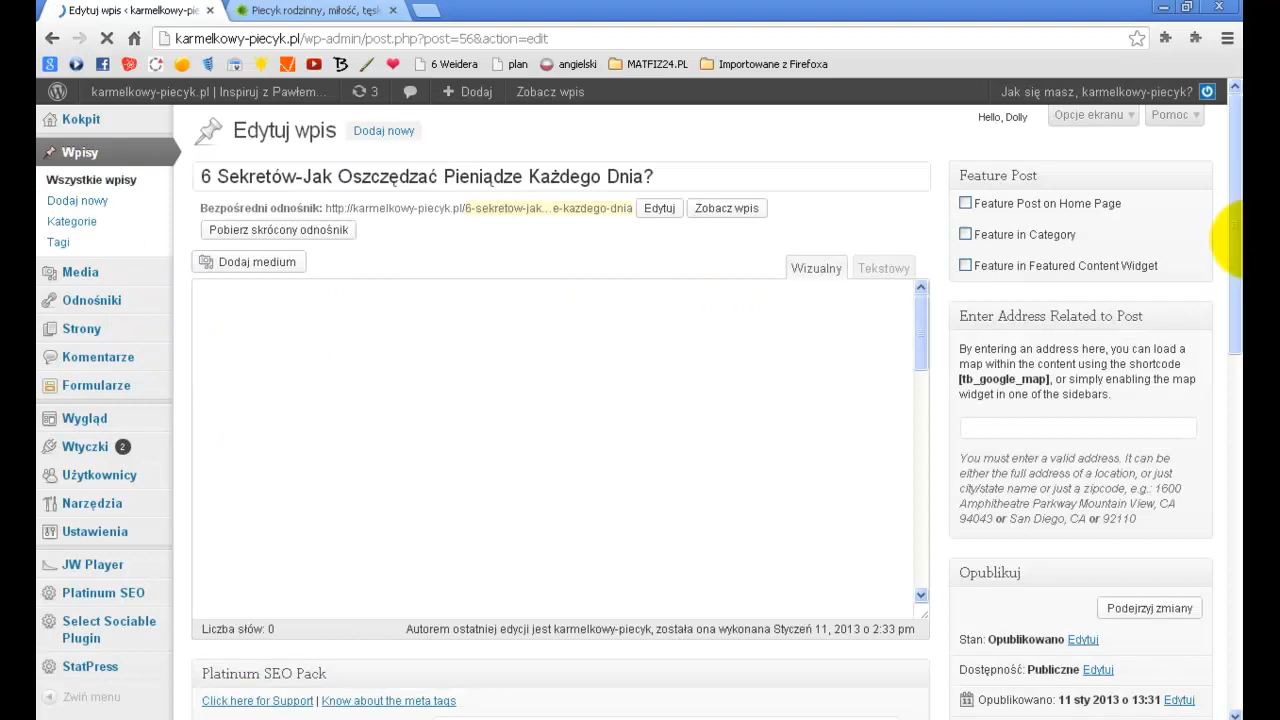 Edytuj wpis < karmelkowy-pie
Piecyk rodzinny, miłość, tęsk
karmelkowy-piecyk.pl/wp-admin/post.php?post=56&action=edit
6 Weidera
plan
angielski
MATFIZ24.PL
Importowane z Firefoxa
karmelkowy-piecyk.pl | Inspiruj z Pawłem...
3
Dodaj
Zobacz wpis
Jak się masz, karmelkowy-piecyk?
Kokpit
Wpisy
Wszystkie wpisy
Dodaj nowy
Kategorie
Tagi
Media
Odnośniki
Strony
Komentarze
Formularze
Wygląd
Wtyczki 2
Użytkownicy
Narzędzia
Ustawienia
JW Player
Platinum SEO
Select Sociable
Plugin
StatPress
Zwiń menu
Edytuj wpis
Dodaj nowy
Hello, Dolly
Opcje ekranu
Pomoc
6 Sekretów-Jak Oszczędzać Pieniądze Każdego Dnia?
Bezpośredni odnośnik: http://karmelkowy-piecyk.pl/6-sekretow-jak...e-kazdego-dnia
Edytuj
Zobacz wpis
Pobierz skrócony odnośnik
Dodaj medium
Wizualny
Tekstowy
Liczba słów: 0
Autorem ostatniej edycji jest karmelkowy-piecyk, została ona wykonana Styczeń 11, 2013 o 2:33 pm
Platinum SEO Pack
Click here for Support | Know about the meta tags
Feature Post
Feature Post on Home Page
Feature in Category
Feature in Featured Content Widget
Enter Address Related to Post
By entering an address here, you can load a
map within the content using the shortcode
[tb_google_map], or simply enabling the map
widget in one of the sidebars.
You must enter a valid address. It can be
either the full address of a location, or just
city/state name or just a zipcode, e.g.: 1600
Amphitheatre Parkway Mountain View, CA
94043 or San Diego, CA or 92110
Opublikuj
Podejrzyj zmiany
Stan: Opublikowano Edytuj
Dostępność: Publiczne Edytuj
Opublikowano: 11 sty 2013 o 13:31 Edytuj